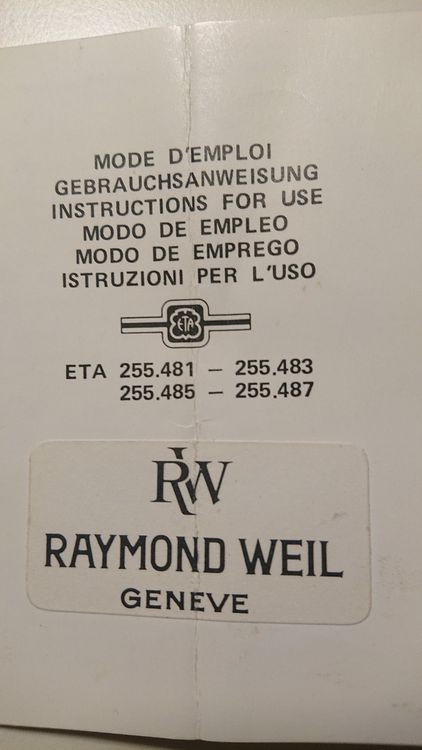 MODE D'EMPLOI
GEBRAUCHSANWEISUNG
INSTRUCTIONS FOR USE
MODO DE EMPLEO
MODO DE EMPREGO
ISTRUZIONI PER L'USO
ETA
ETA 255.481 — 255.483
255.485 — 255.487
RW
RAYMOND WEIL
GENEVE